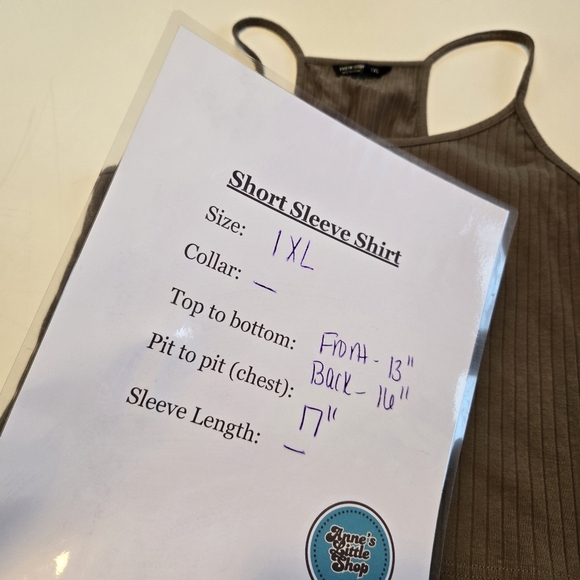 Short Sleeve Shirt
Size: 1XL
Collar: —
Top to bottom: Front - 13"
Back - 16"
Pit to pit (chest): 17"
Sleeve Length: —
Anne's
Little
Shop